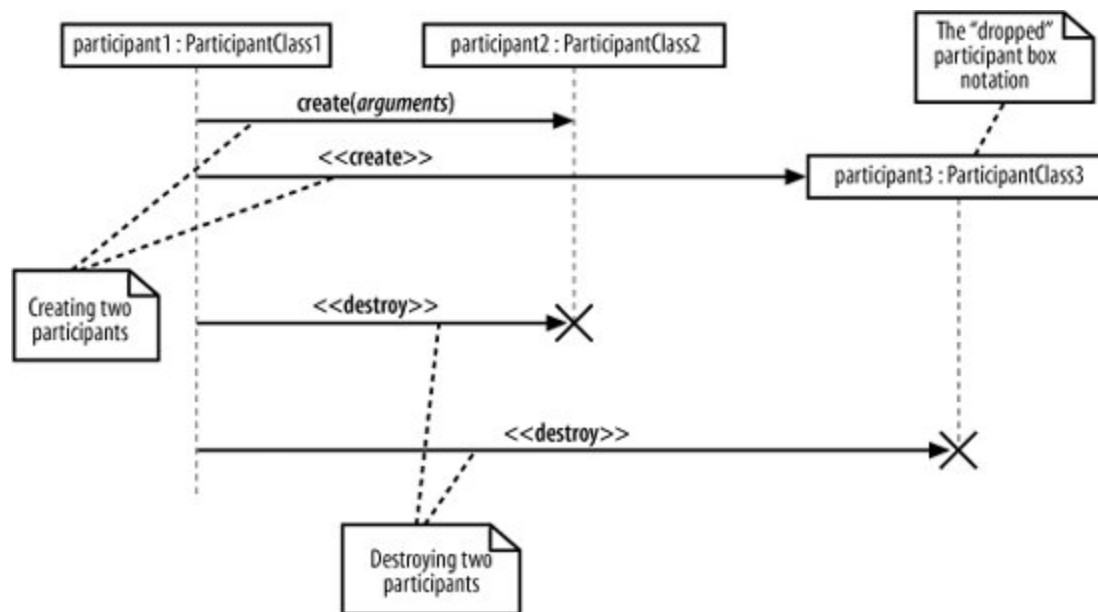 participant1 : ParticipantClass1
participant2 : ParticipantClass2
The “dropped”
participant box
notation
create(arguments)
<<create>>
participant3 : ParticipantClass3
Creating two
participants
<<destroy>>
<<destroy>>
Destroying two
participants